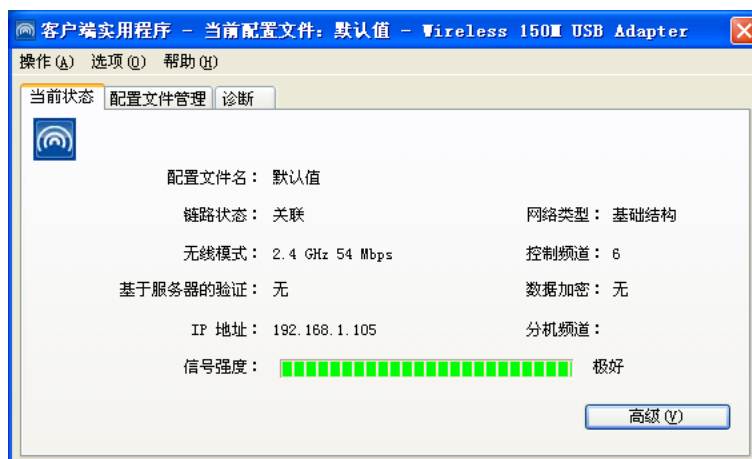 客户端实用程序 - 当前配置文件: 默认值 - Wireless 150M USB Adapter
操作(A) 选项(O) 帮助(H)
当前状态 配置文件管理 诊断
配置文件名： 默认值
链路状态： 关联 网络类型： 基础结构
无线模式： 2.4 GHz 54 Mbps 控制频道： 6
基于服务器的验证： 无 数据加密： 无
IP 地址： 192.168.1.105 分机频道：
信号强度： 极好
高级(V)